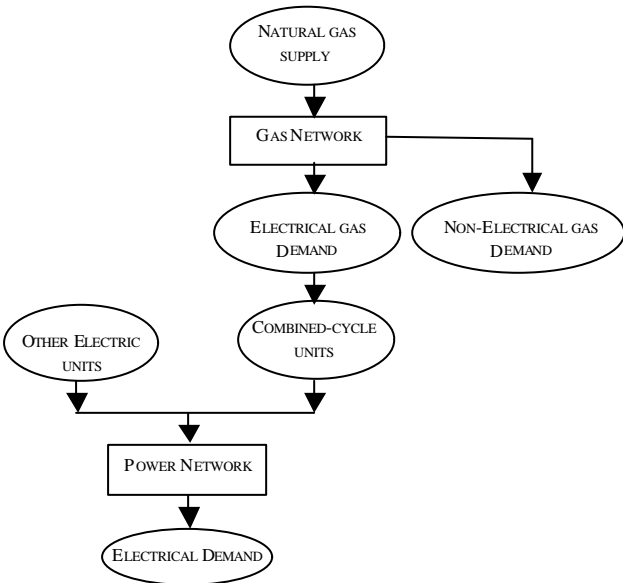 NATURAL GAS
SUPPLY
GAS NETWORK
ELECTRICAL GAS
DEMAND
NON-ELECTRICAL GAS
DEMAND
OTHER ELECTRIC
UNITS
COMBINED-CYCLE
UNITS
POWER NETWORK
ELECTRICAL DEMAND